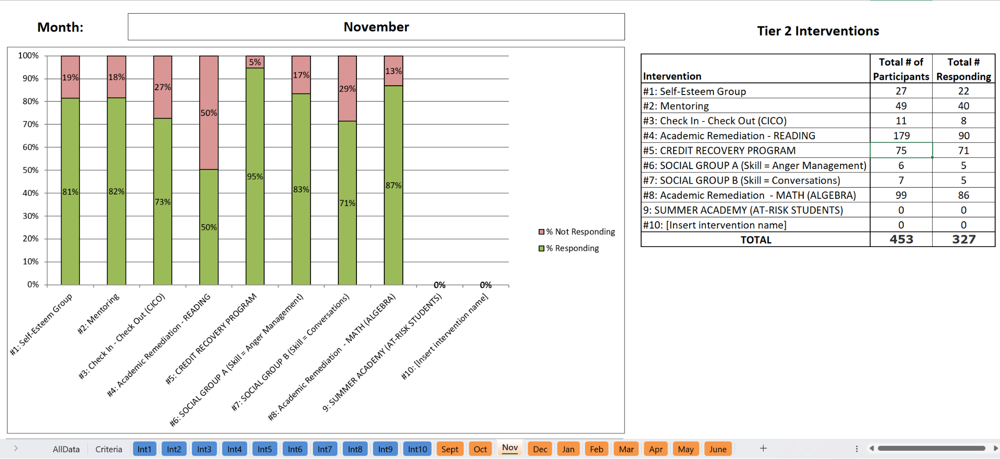 Month:
November
100%
90%
80%
70%
60%
50%
40%
30%
20%
10%
0%
19%
18%
27%
50%
5%
17%
29%
13%
81%
82%
73%
50%
95%
83%
71%
87%
0%
0%
#1: Self-Esteem Group
#2: Mentoring
#3: Check In - Check Out (CICO)
#4: Academic Remediation - READING
#5: CREDIT RECOVERY PROGRAM
#6: SOCIAL GROUP A (Skill = Anger Management)
#7: SOCIAL GROUP B (Skill = Conversations)
#8: Academic Remediation - MATH (ALGEBRA)
9: SUMMER ACADEMY (AT-RISK STUDENTS)
#10: [Insert intervention name]
% Not Responding
% Responding
Tier 2 Interventions
Intervention Total # of Participants Total # Responding
#1: Self-Esteem Group 27 22
#2: Mentoring 49 40
#3: Check In - Check Out (CICO) 11 8
#4: Academic Remediation - READING 179 90
#5: CREDIT RECOVERY PROGRAM 75 71
#6: SOCIAL GROUP A (Skill = Anger Management) 6 5
#7: SOCIAL GROUP B (Skill = Conversations) 7 5
#8: Academic Remediation - MATH (ALGEBRA) 99 86
9: SUMMER ACADEMY (AT-RISK STUDENTS) 0 0
#10: [Insert intervention name] 0 0
TOTAL 453 327
AllData Criteria Int1 Int2 Int3 Int4 Int5 Int6 Int7 Int8 Int9 Int10 Sept Oct Nov Dec Jan Feb Mar Apr May June +